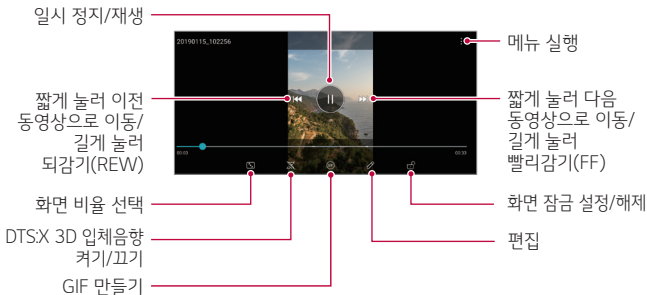 일시 정지/재생
20190115_102256
메뉴 실행
짧게 눌러 이전
동영상으로 이동/
길게 눌러
되감기(REW)
짧게 눌러 다음
동영상으로 이동/
길게 눌러
빨리감기(FF)
00:03
00:33
화면 비율 선택
화면 잠금 설정/해제
DTS:X 3D 입체음향
켜기/끄기
편집
GIF 만들기